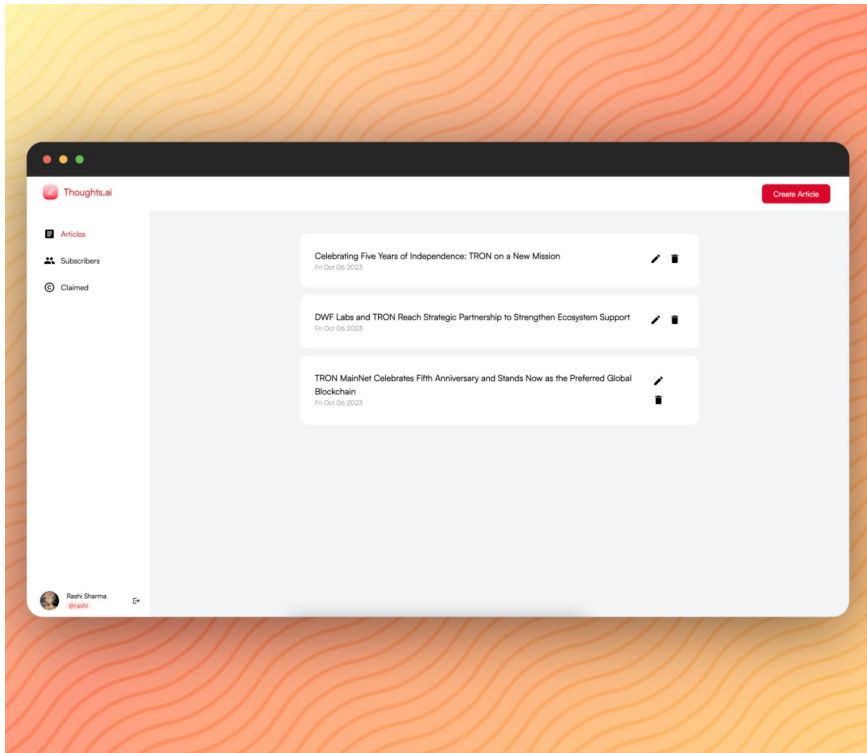 Thoughts.ai
Create Article
Articles
Subscribers
Claimed
Celebrating Five Years of Independence: TRON on a New Mission
Fri Oct 06 2023
DWF Labs and TRON Reach Strategic Partnership to Strengthen Ecosystem Support
Fri Oct 06 2023
TRON MainNet Celebrates Fifth Anniversary and Stands Now as the Preferred Global
Blockchain
Fri Oct 06 2023
Rashi Sharma
@rashi